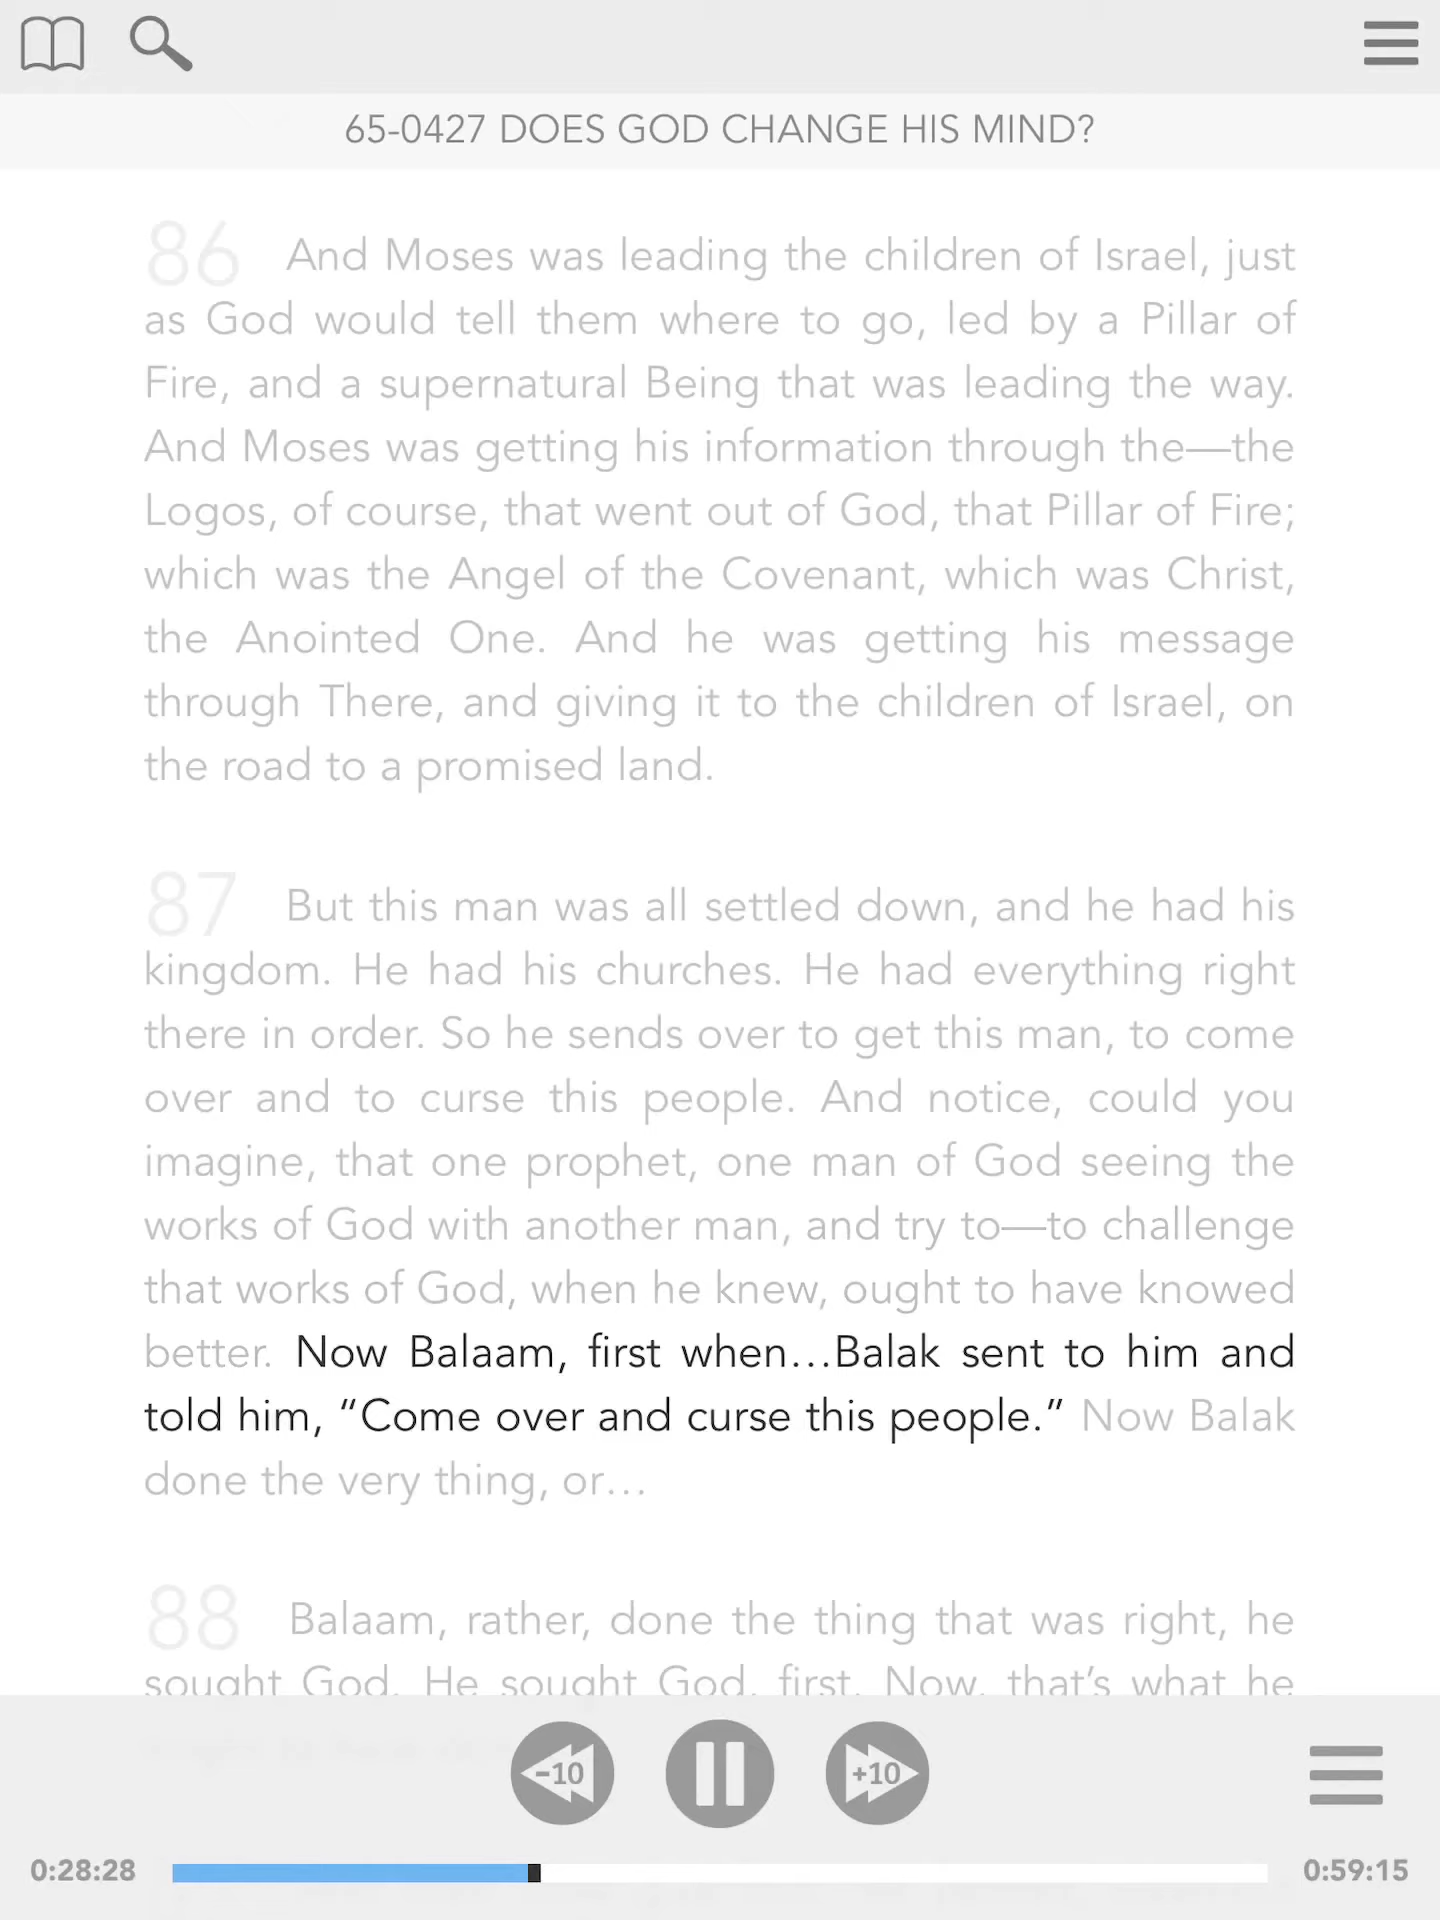 65-0427 DOES GOD CHANGE HIS MIND?
86 And Moses was leading the children of Israel, just
as God would tell them where to go, led by a Pillar of
Fire, and a supernatural Being that was leading the way.
And Moses was getting his information through the—the
Logos, of course, that went out of God, that Pillar of Fire;
which was the Angel of the Covenant, which was Christ,
the Anointed One. And he was getting his message
through There, and giving it to the children of Israel, on
the road to a promised land.
87 But this man was all settled down, and he had his
kingdom. He had his churches. He had everything right
there in order. So he sends over to get this man, to come
over and to curse this people. And notice, could you
imagine, that one prophet, one man of God seeing the
works of God with another man, and try to—to challenge
that works of God, when he knew, ought to have knowed
better. Now Balaam, first when…Balak sent to him and
told him, “Come over and curse this people.” Now Balak
done the very thing, or…
88 Balaam, rather, done the thing that was right, he
sought God. He sought God, first. Now, that’s what he
-10 +10
0:28:28 0:59:15